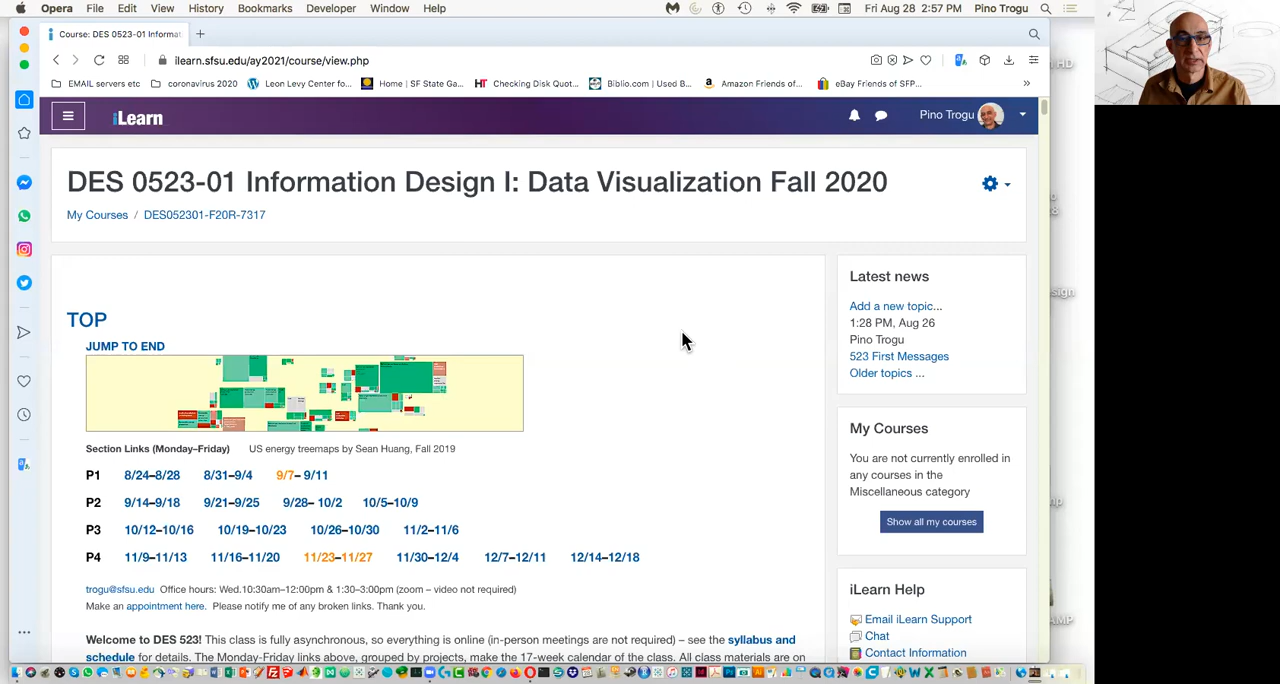 Opera File Edit View History Bookmarks Developer Window Help Fri Aug 28 2:57 PM Pino Trogu
Course: DES 0523-01 Informat
ilearn.sfsu.edu/ay2021/course/view.php
EMAIL servers etc coronavirus 2020 Leon Levy Center fo... Home | SF State Ga... HT Checking Disk Quot... Biblio.com | Used B... Amazon Friends of... eBay Friends of SFP... »
iLearn Pino Trogu
DES 0523-01 Information Design I: Data Visualization Fall 2020
My Courses / DES052301-F20R-7317
TOP
JUMP TO END
Section Links (Monday–Friday) US energy treemaps by Sean Huang, Fall 2019
P1 8/24–8/28 8/31–9/4 9/7– 9/11
P2 9/14–9/18 9/21–9/25 9/28– 10/2 10/5–10/9
P3 10/12–10/16 10/19–10/23 10/26–10/30 11/2–11/6
P4 11/9–11/13 11/16–11/20 11/23–11/27 11/30–12/4 12/7–12/11 12/14–12/18
trogu@sfsu.edu Office hours: Wed.10:30am–12:00pm & 1:30–3:00pm (zoom – video not required)
Make an appointment here. Please notify me of any broken links. Thank you.
Welcome to DES 523! This class is fully asynchronous, so everything is online (in-person meetings are not required) – see the syllabus and
schedule for details. The Monday-Friday links above, grouped by projects, make the 17-week calendar of the class. All class materials are on
Latest news
Add a new topic...
1:28 PM, Aug 26
Pino Trogu
523 First Messages
Older topics ...
My Courses
You are not currently enrolled in
any courses in the
Miscellaneous category
Show all my courses
iLearn Help
Email iLearn Support
Chat
Contact Information